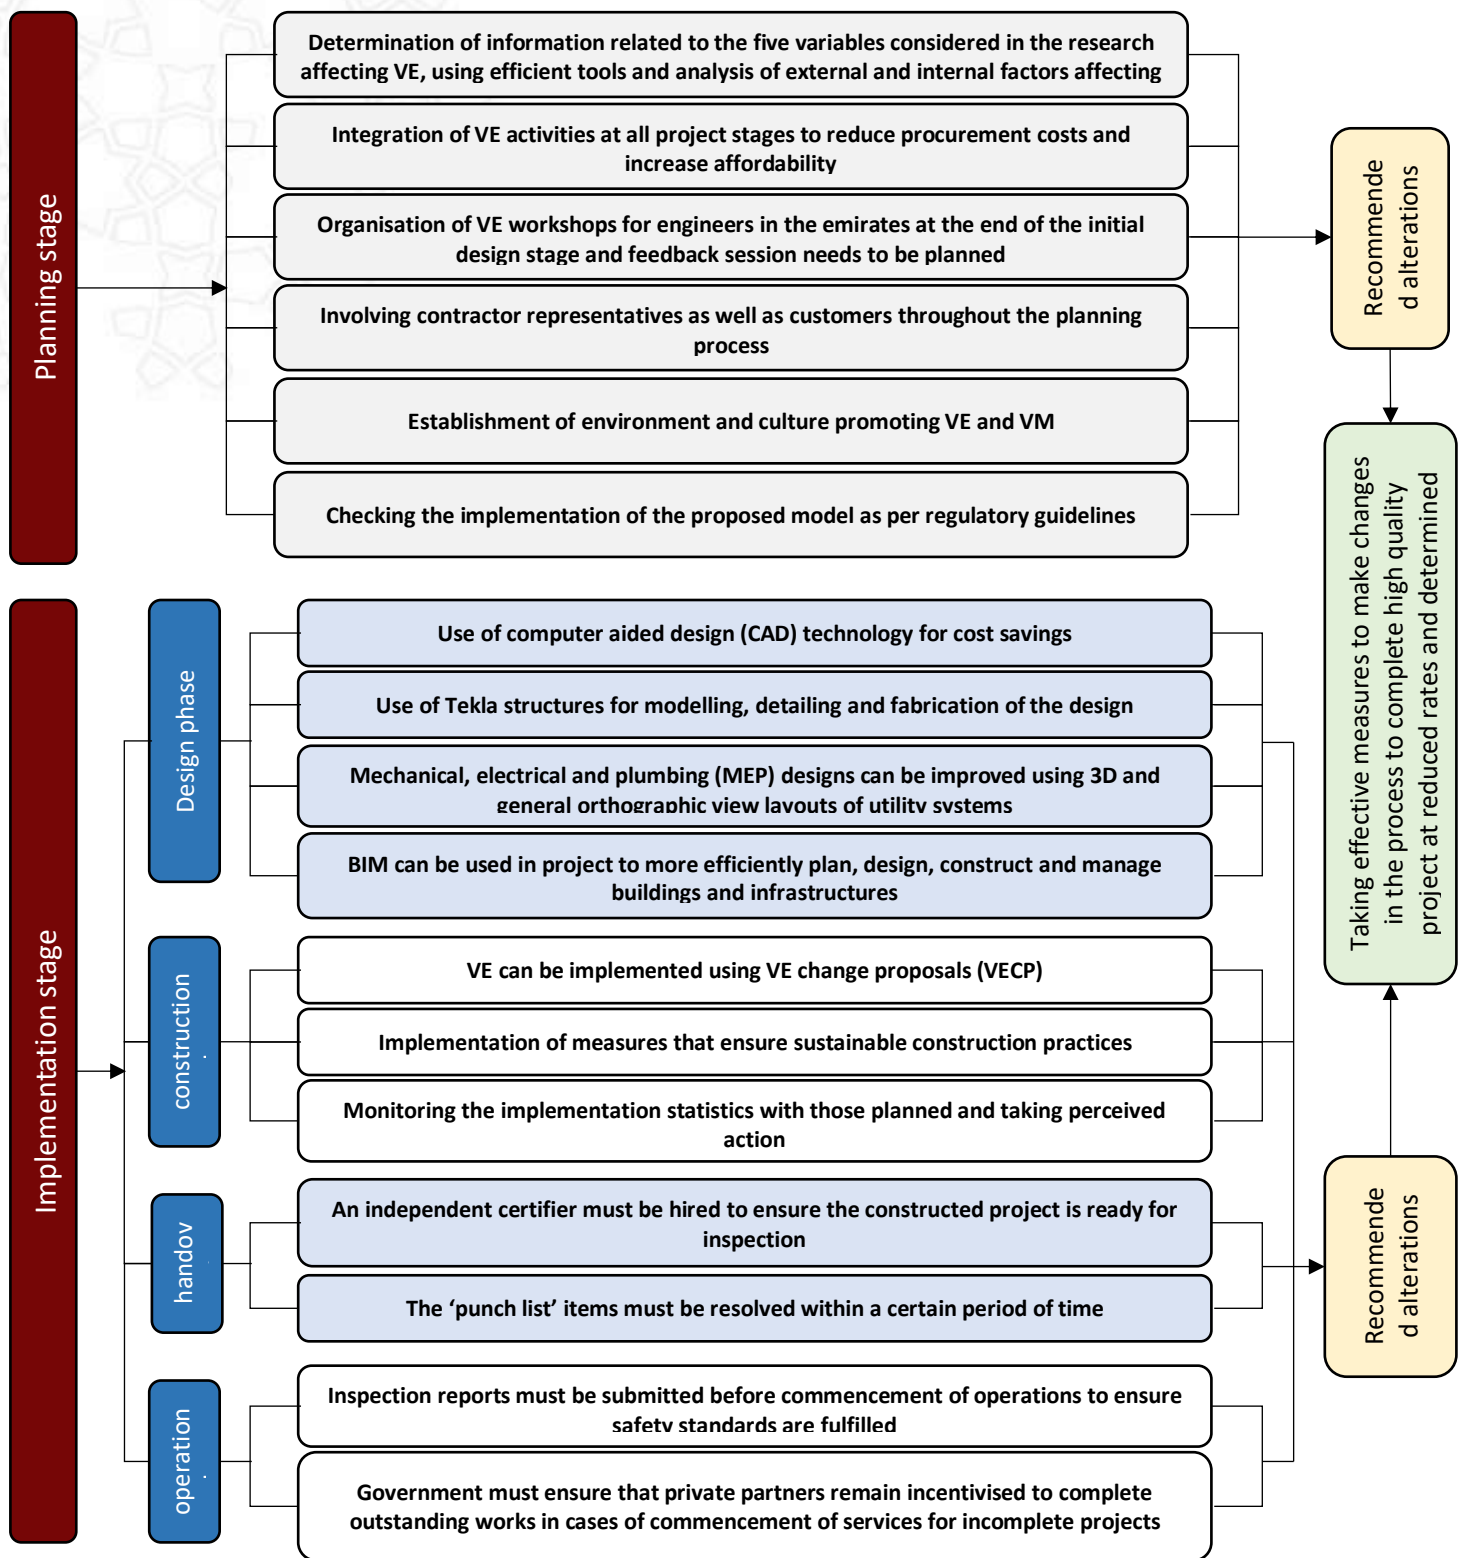 Planning stage
Determination of information related to the five variables considered in the research
affecting VE, using efficient tools and analysis of external and internal factors affecting
Integration of VE activities at all project stages to reduce procurement costs and
increase affordability
Organisation of VE workshops for engineers in the emirates at the end of the initial
design stage and feedback session needs to be planned
Involving contractor representatives as well as customers throughout the planning
process
Establishment of environment and culture promoting VE and VM
Checking the implementation of the proposed model as per regulatory guidelines
Recommende
d alterations
Taking effective measures to make changes
in the process to complete high quality
project at reduced rates and determined
Implementation stage
Design phase
Use of computer aided design (CAD) technology for cost savings
Use of Tekla structures for modelling, detailing and fabrication of the design
Mechanical, electrical and plumbing (MEP) designs can be improved using 3D and
general orthographic view layouts of utility systems
BIM can be used in project to more efficiently plan, design, construct and manage
buildings and infrastructures
construction
VE can be implemented using VE change proposals (VECP)
Implementation of measures that ensure sustainable construction practices
Monitoring the implementation statistics with those planned and taking perceived
action
handov
An independent certifier must be hired to ensure the constructed project is ready for
inspection
The ‘punch list’ items must be resolved within a certain period of time
operation
Inspection reports must be submitted before commencement of operations to ensure
safety standards are fulfilled
Government must ensure that private partners remain incentivised to complete
outstanding works in cases of commencement of services for incomplete projects
Recommende
d alterations